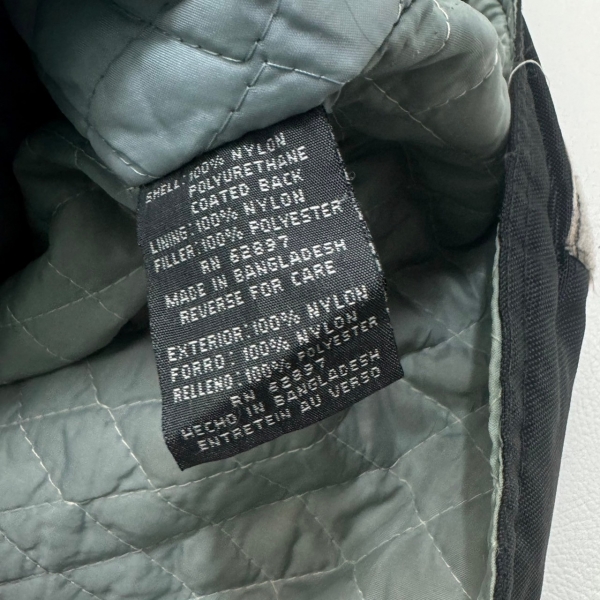 SHELL: 100% NYLON
POLYURETHANE
COATED BACK
LINING: 100% NYLON
FILLER: 100% POLYESTER
RN 62897
MADE IN BANGLADESH
REVERSE FOR CARE
EXTERIOR: 100% NYLON
FORRO: 100% NYLON
RELLENO: 100% POLYESTER
RN 62897
HECHO IN BANGLADESH
ENTRETEIN AU VERSO